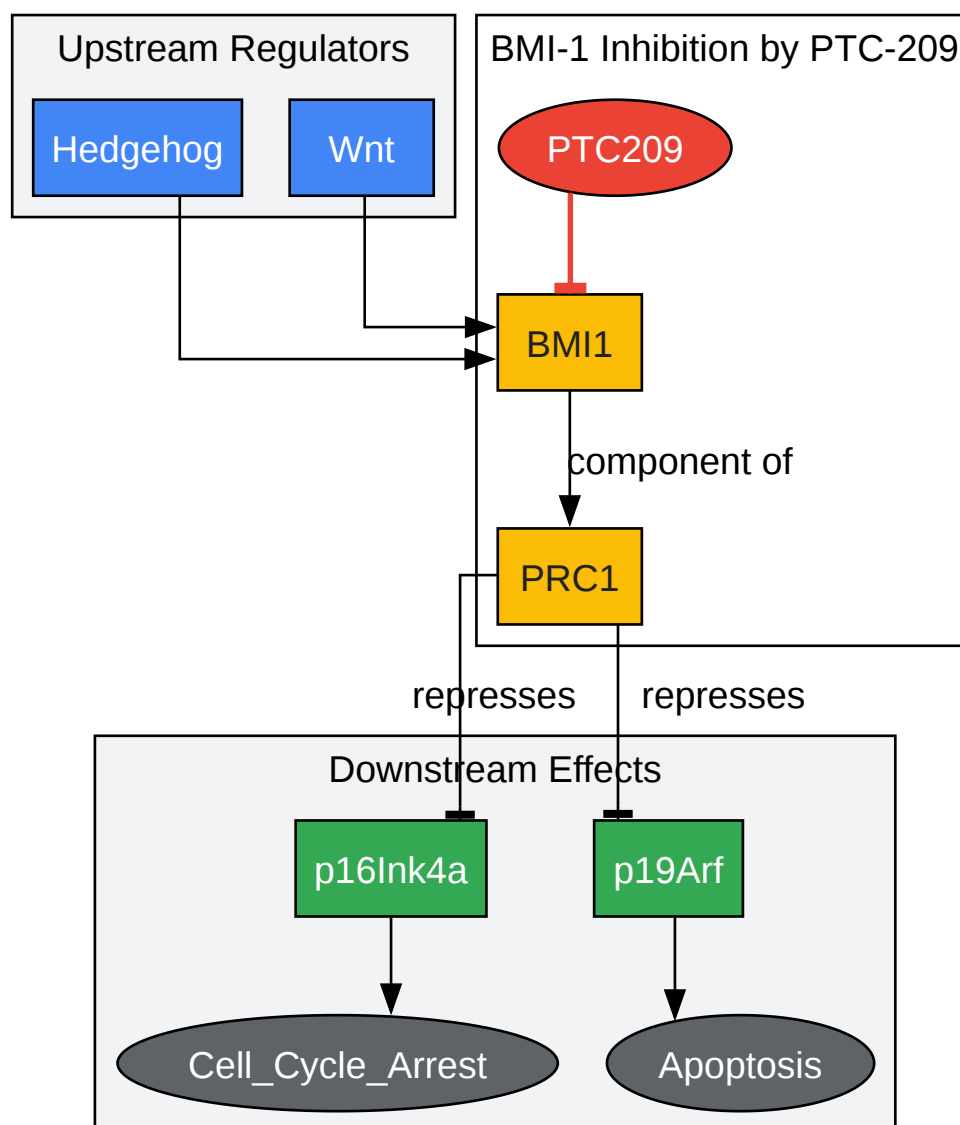 Upstream Regulators
BMI-1 Inhibition by PTC-209
Hedgehog
Wnt
PTC209
BMI1
component of
PRC1
represses
represses
Downstream Effects
p16Ink4a
p19Arf
Cell_Cycle_Arrest
Apoptosis